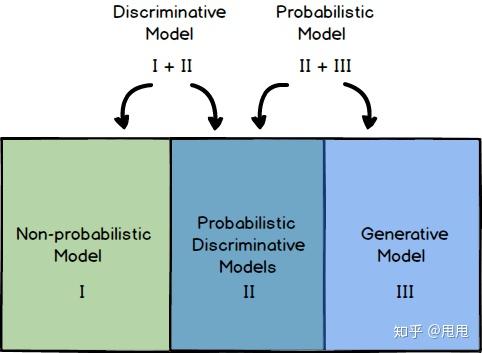 Discriminative
Model
I + II
Probabilistic
Model
II + III
Non-probabilistic
Model
I
Probabilistic
Discriminative
Models
II
Generative
Model
III
知乎 @甩甩